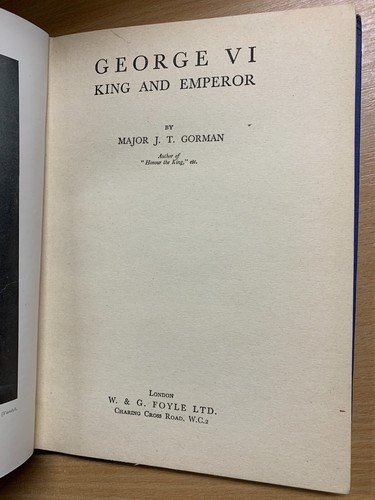 GEORGE VI
KING AND EMPEROR
BY
MAJOR J. T. GORMAN
Author of
"Honour the King," etc.
LONDON
W. & G. FOYLE LTD.
CHARING CROSS ROAD, W.C.2